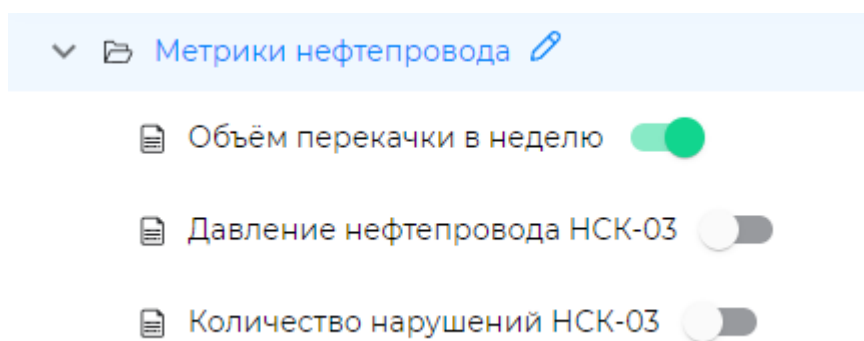 Метрики нефтепровода
Объём перекачки в неделю
Давление нефтепровода НСК-03
Количество нарушений НСК-03